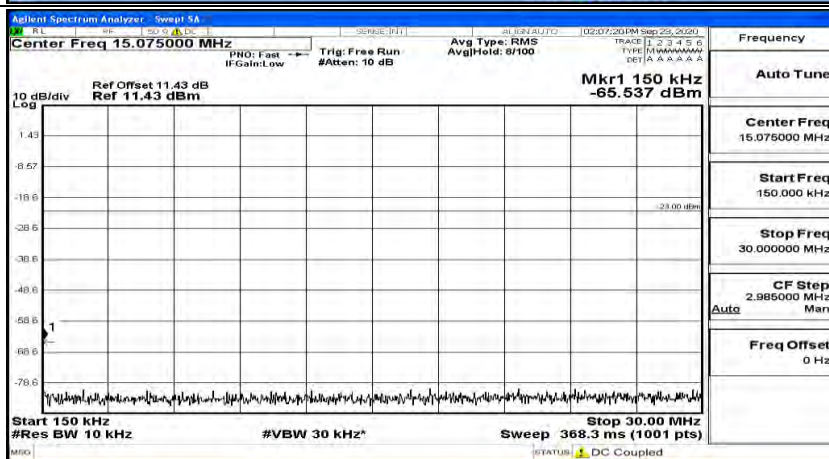 Agilent Spectrum Analyzer - Swept SA
RL RF 50 Ω DC SENSE:INT ALIGN AUTO 02:07:20 PM Sep 23, 2020
Center Freq 15.075000 MHz
PNO: Fast
IFGain:Low
Trig: Free Run
#Atten: 10 dB
Avg Type: RMS
Avg|Hold: 8/100
TRACE 1 2 3 4 5 6
TYPE MWWWWW
DET A A A A A A
Ref Offset 11.43 dB
10 dB/div Ref 11.43 dBm
Log
Mkr1 150 kHz
-65.537 dBm
1.43
-8.57
-18.6
-23.00 dBm
-28.6
-38.6
-48.6
-58.6
1
-68.6
-78.6
Start 150 kHz
Stop 30.00 MHz
#Res BW 10 kHz
#VBW 30 kHz*
Sweep 368.3 ms (1001 pts)
MSG
STATUS
DC Coupled
Frequency
Auto Tune
Center Freq
15.075000 MHz
Start Freq
150.000 kHz
Stop Freq
30.000000 MHz
CF Step
2.985000 MHz
Auto Man
Freq Offset
0 Hz